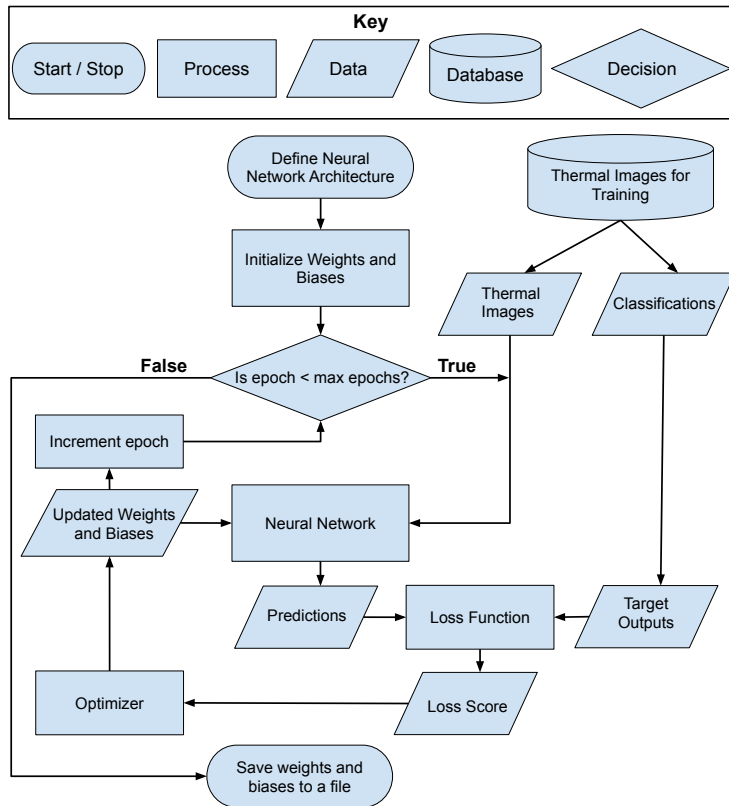 Key
Start / Stop
Process
Data
Database
Decision
Define Neural
Network Architecture
Thermal Images for
Training
Initialize Weights and
Biases
Thermal
Images
Classifications
False
Is epoch < max epochs?
True
Increment epoch
Updated Weights
and Biases
Neural Network
Predictions
Loss Function
Target
Outputs
Optimizer
Loss Score
Save weights and
biases to a file